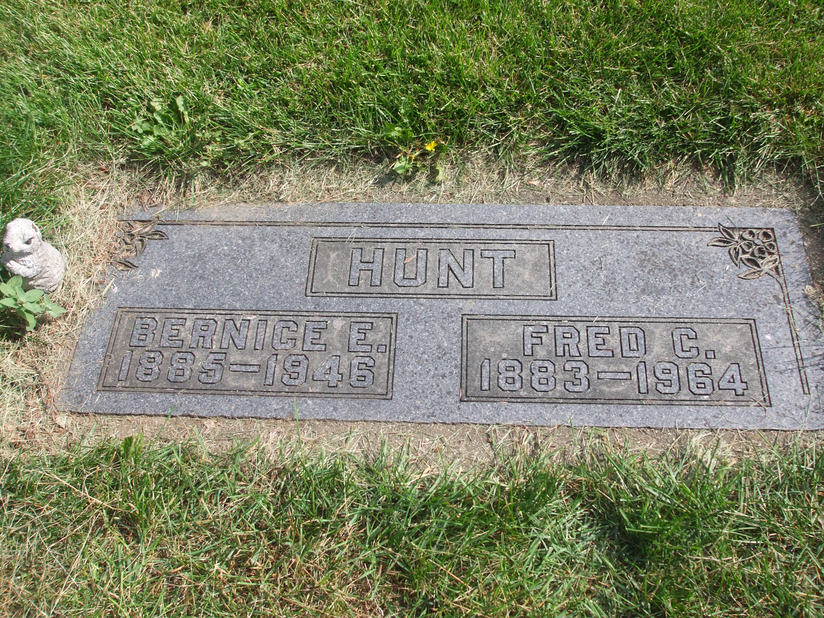 HUNT
BERNICE E.
1885–1946
FRED C.
1883–1964